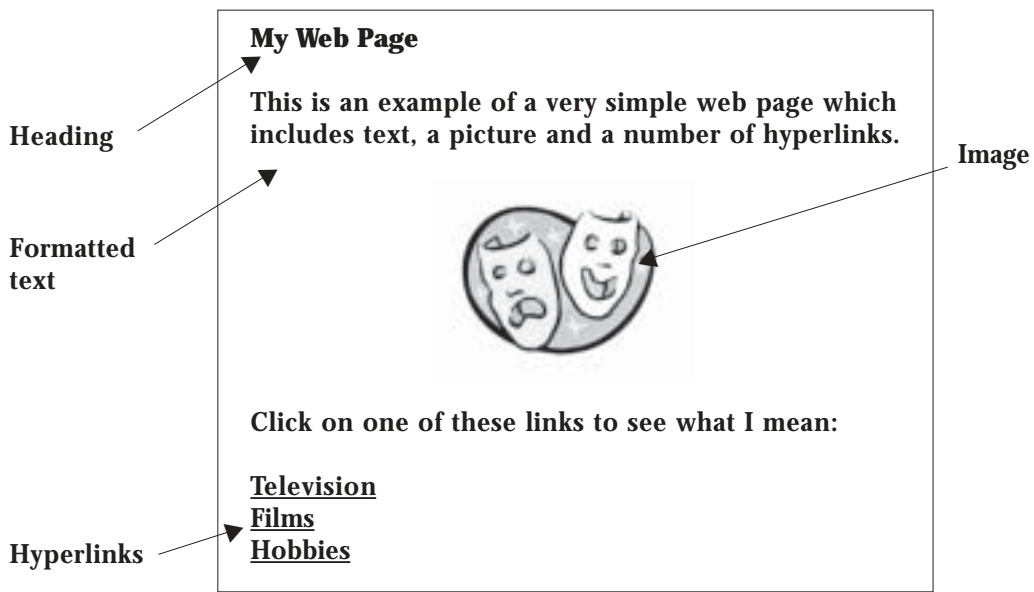 My Web Page
This is an example of a very simple web page which
includes text, a picture and a number of hyperlinks.
Heading
Image
Formatted
text
Click on one of these links to see what I mean:
Television
Films
Hobbies
Hyperlinks